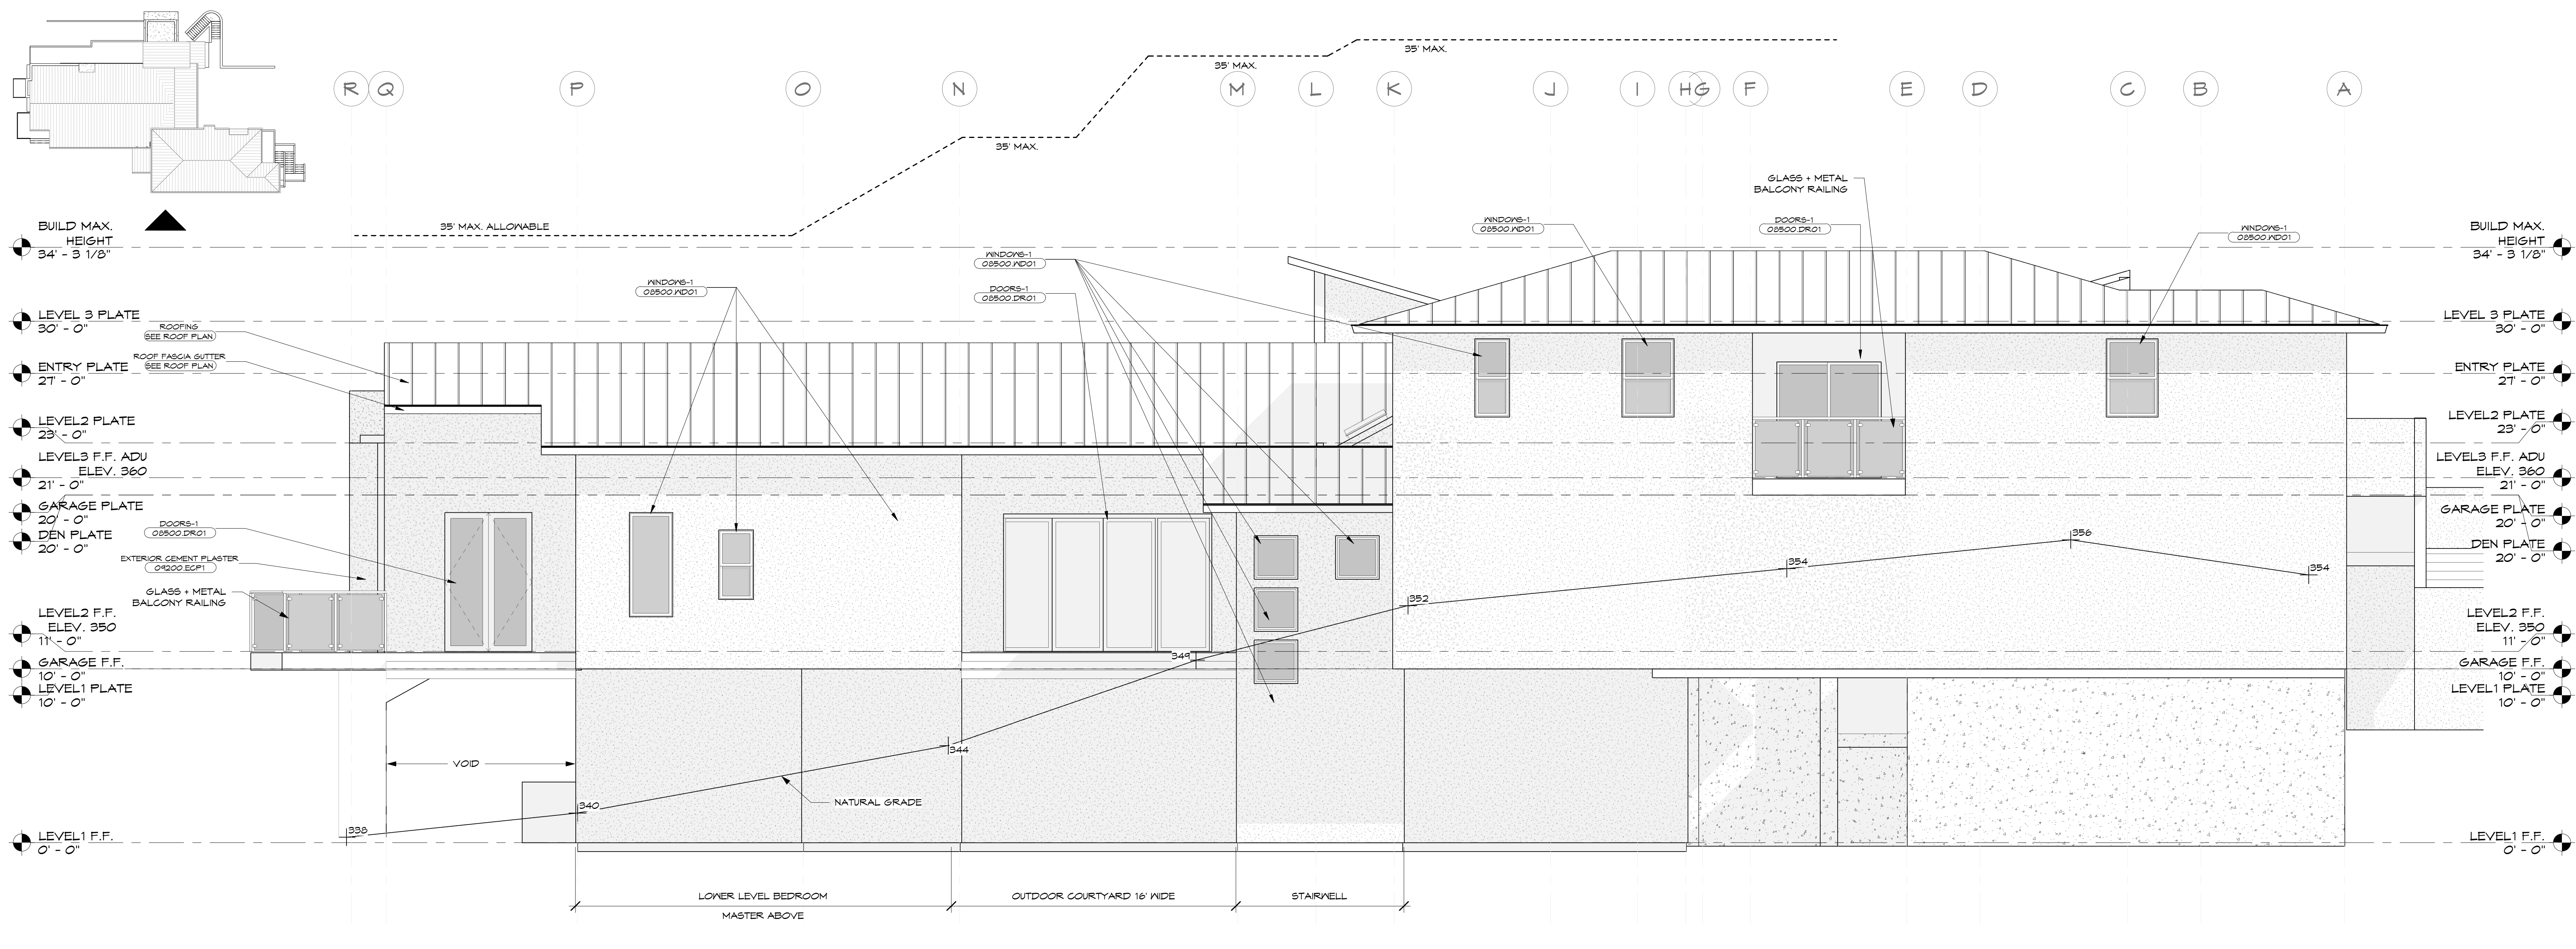 35' MAX.
35' MAX.
R
Q
P
O
N
M
L
K
J
I
H
G
F
E
D
C
B
A
35' MAX.
GLASS + METAL
BALCONY RAILING
35' MAX. ALLOWABLE
WINDOWS-1
08500.WD01
DOORS-1
08500.DR01
WINDOWS-1
08500.WD01
BUILD MAX.
HEIGHT
34' - 3 1/8"
BUILD MAX.
HEIGHT
34' - 3 1/8"
WINDOWS-1
08500.WD01
WINDOWS-1
08500.WD01
DOORS-1
08500.DR01
LEVEL 3 PLATE
30' - 0"
ROOFING
SEE ROOF PLAN
LEVEL 3 PLATE
30' - 0"
ROOF FASCIA GUTTER
SEE ROOF PLAN
ENTRY PLATE
27' - 0"
ENTRY PLATE
27' - 0"
LEVEL2 PLATE
23' - 0"
LEVEL2 PLATE
23' - 0"
LEVEL3 F.F. ADU
ELEV. 360
21' - 0"
LEVEL3 F.F. ADU
ELEV. 360
21' - 0"
GARAGE PLATE
20' - 0"
GARAGE PLATE
20' - 0"
DOORS-1
08500.DR01
DEN PLATE
20' - 0"
DEN PLATE
20' - 0"
EXTERIOR CEMENT PLASTER
09200.ECP1
GLASS + METAL
BALCONY RAILING
356
354
354
352
349
344
340
338
LEVEL2 F.F.
ELEV. 350
11' - 0"
LEVEL2 F.F.
ELEV. 350
11' - 0"
GARAGE F.F.
10' - 0"
GARAGE F.F.
10' - 0"
LEVEL1 PLATE
10' - 0"
LEVEL1 PLATE
10' - 0"
VOID
NATURAL GRADE
LEVEL1 F.F.
0' - 0"
LEVEL1 F.F.
0' - 0"
LOWER LEVEL BEDROOM
MASTER ABOVE
OUTDOOR COURTYARD 16' WIDE
STAIRWELL